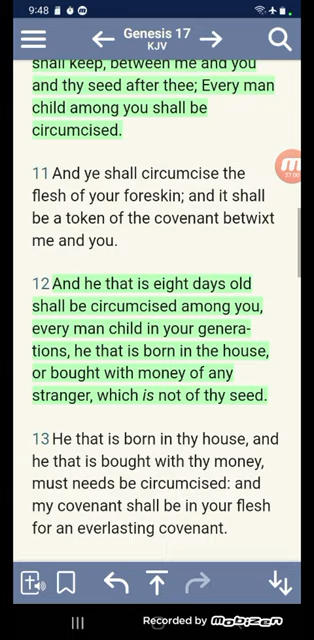 9:48
Genesis 17
KJV
shall keep, between me and you
and thy seed after thee; Every man
child among you shall be
circumcised.
11 And ye shall circumcise the
flesh of your foreskin; and it shall
be a token of the covenant betwixt
me and you.
12 And he that is eight days old
shall be circumcised among you,
every man child in your genera-
tions, he that is born in the house,
or bought with money of any
stranger, which is not of thy seed.
13 He that is born in thy house, and
he that is bought with thy money,
must needs be circumcised: and
my covenant shall be in your flesh
for an everlasting covenant.
Recorded by mobizen